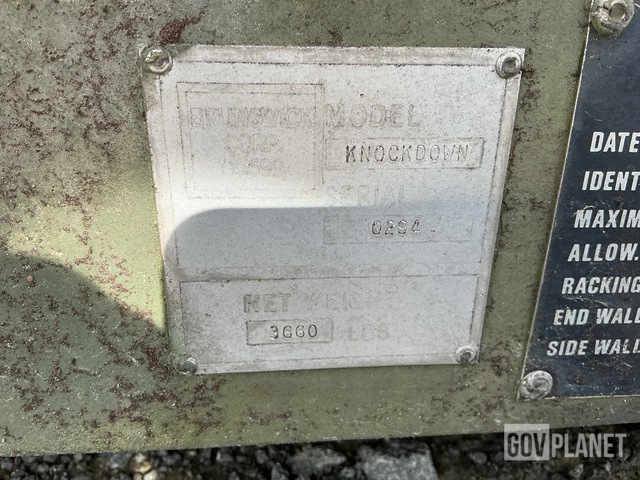 BRUNSWICK MODEL
CORP
KNOCKDOWN
SERIAL
0294
NET WEIGHT
3660 LBS
DATE
IDENT
MAXIM
ALLOW.
RACKING
END WALL
SIDE WALL
GOVPLANET